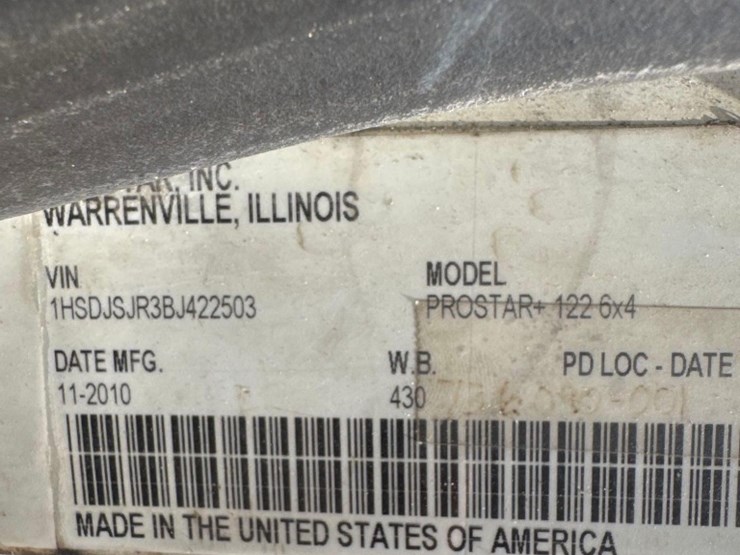 INC.
WARRENVILLE, ILLINOIS
VIN MODEL
1HSDJSJR3BJ422503 PROSTAR+ 122 6x4
DATE MFG. W.B. PD LOC - DATE
11-2010 430
MADE IN THE UNITED STATES OF AMERICA